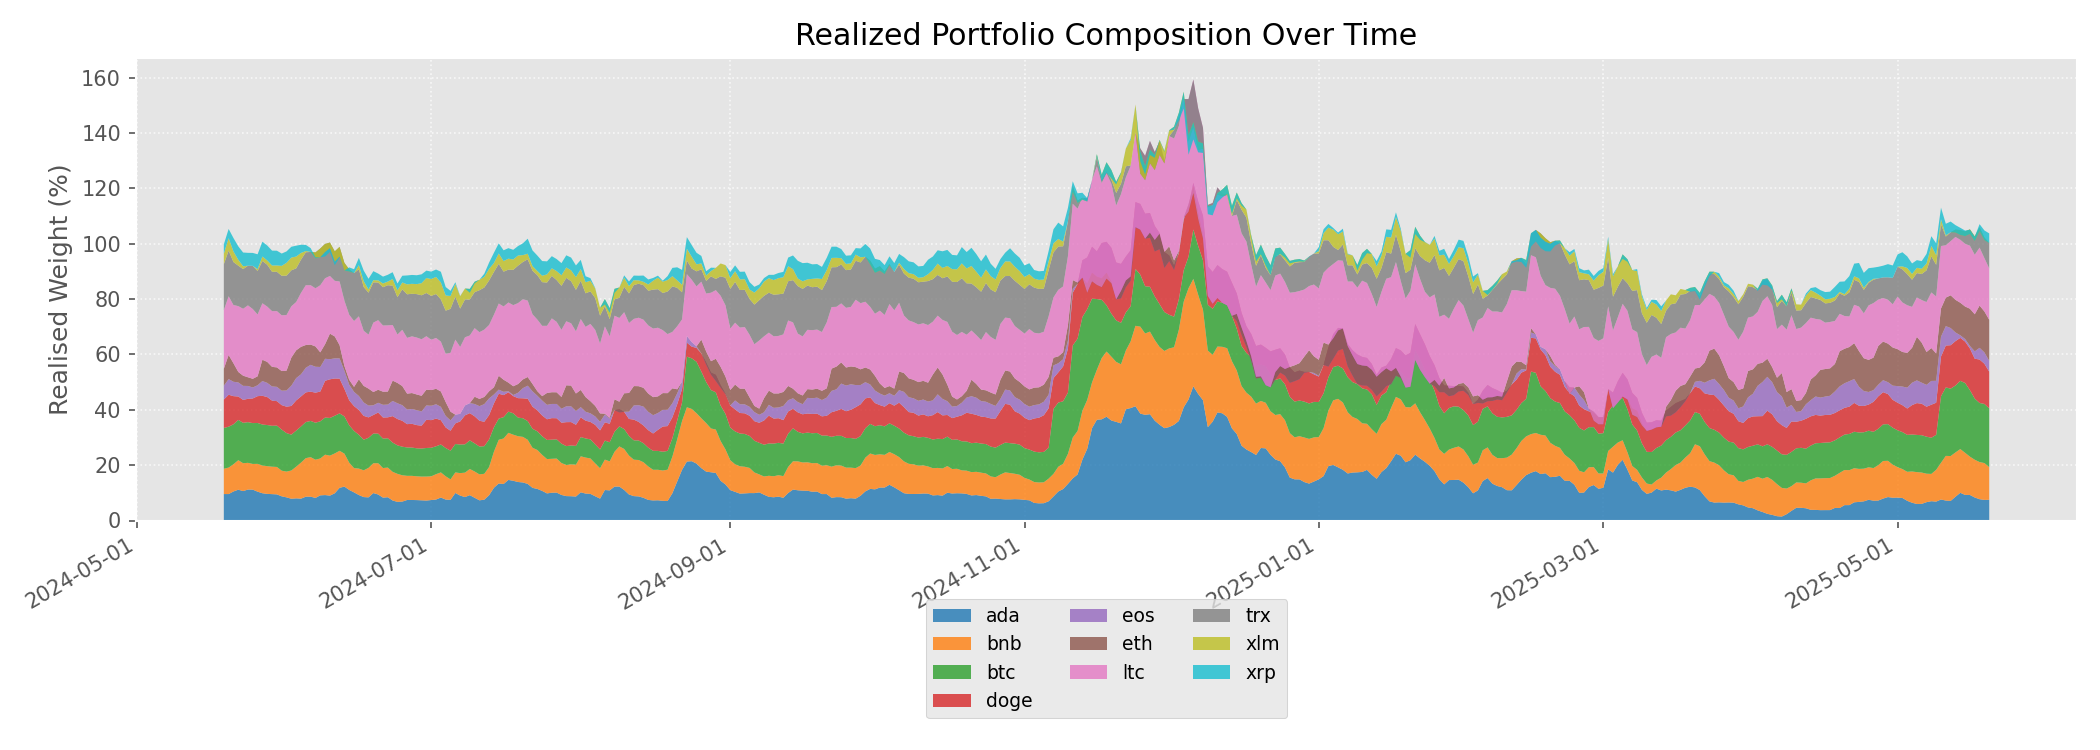 Realized Portfolio Composition Over Time
Realised Weight (%)
160
140
120
100
80
60
40
20
0
2024-05-01
2024-07-01
2024-09-01
2024-11-01
2025-01-01
2025-03-01
2025-05-01
ada
bnb
btc
doge
eos
eth
ltc
trx
xlm
xrp